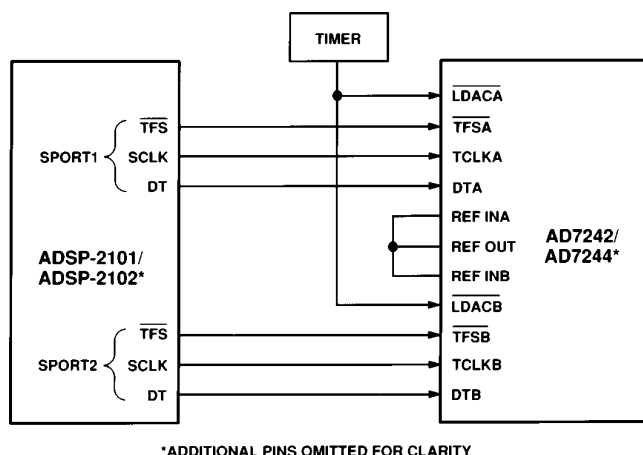 TIMER
TFS
SPORT1
SCLK
DT
ADSP-2101/
ADSP-2102*
TFS
SPORT2
SCLK
DT
LDACA
TFSA
TCLKA
DTA
REF INA
REF OUT
REF INB
AD7242/
AD7244*
LDACB
TFSB
TCLKB
DTB
*ADDITIONAL PINS OMITTED FOR CLARITY